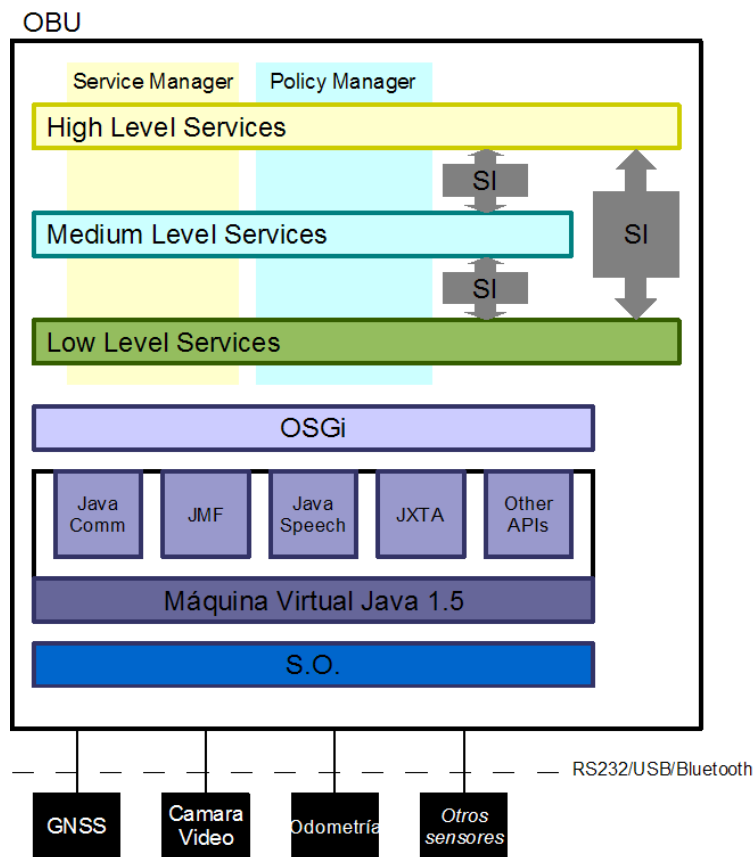 OBU
Service Manager
Policy Manager
High Level Services
SI
SI
Medium Level Services
SI
Low Level Services
OSGi
Java
Comm
JMF
Java
Speech
JXTA
Other
APIs
Máquina Virtual Java 1.5
S.O.
RS232/USB/Bluetooth
GNSS
Camara
Video
Odometría
Otros
sensores